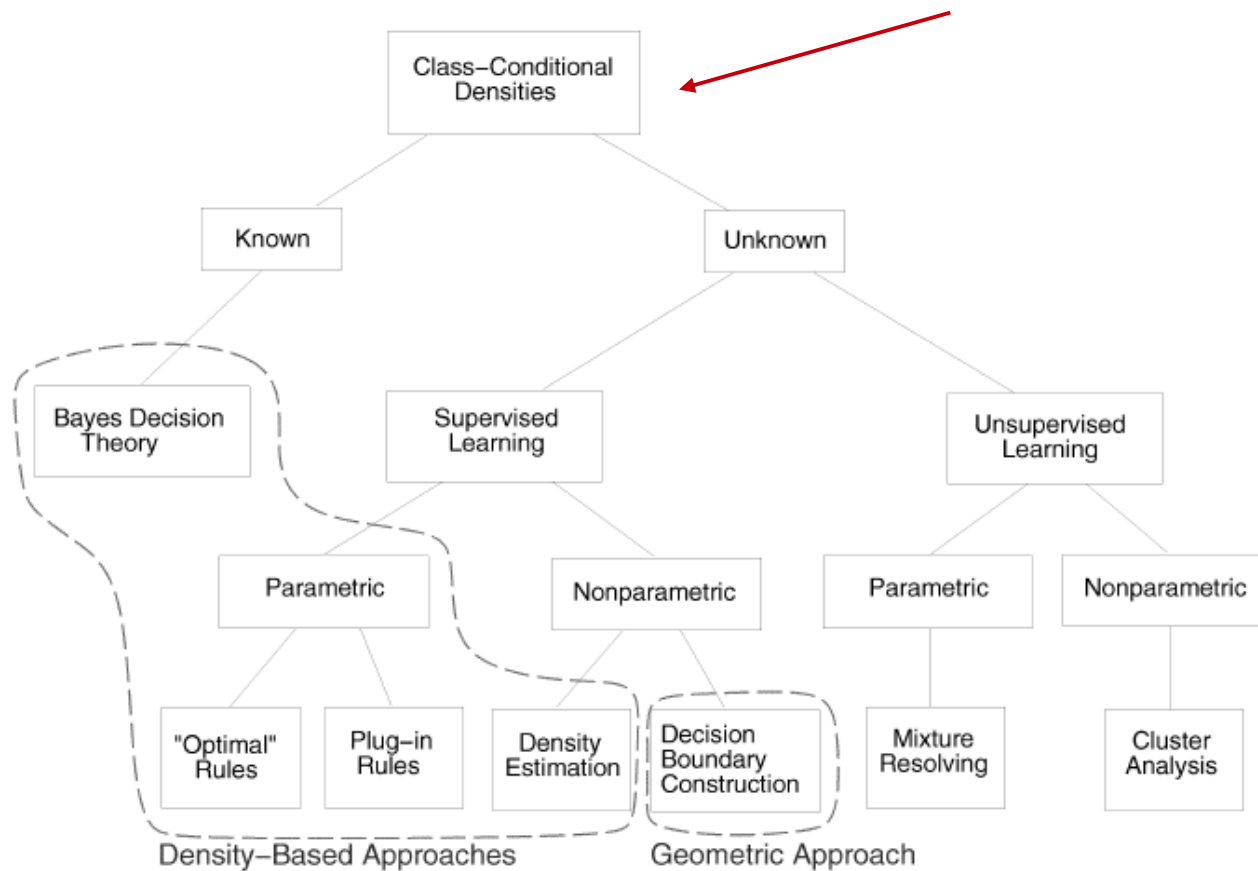 Class–Conditional
Densities
Known
Unknown
Bayes Decision
Theory
Supervised
Learning
Unsupervised
Learning
Parametric
Nonparametric
Parametric
Nonparametric
"Optimal"
Rules
Plug–in
Rules
Density
Estimation
Decision
Boundary
Construction
Mixture
Resolving
Cluster
Analysis
Density–Based Approaches
Geometric Approach